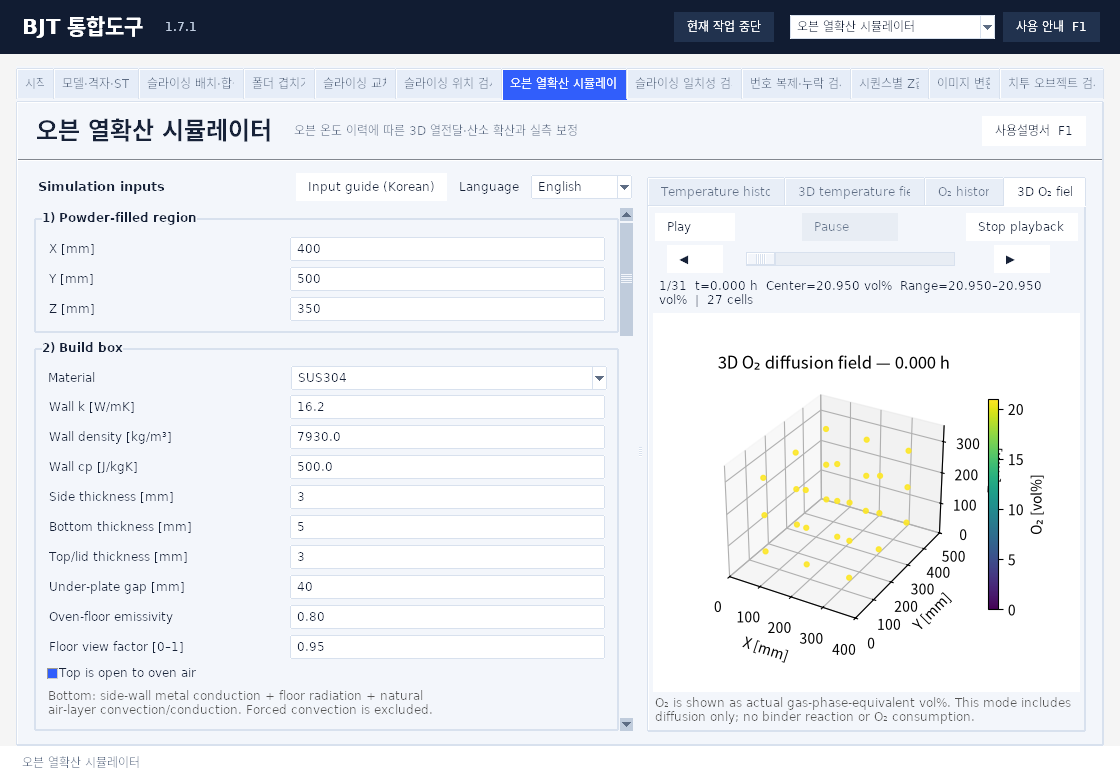 BJT 통합도구 1.7.1 현재 작업 중단 오븐 열확산 시뮬레이터 사용 안내 F1
모델·격자·ST 슬라이싱 배치·합 폴더 겹치기 슬라이싱 슬라이싱 위치 검 오븐 열확산 시뮬레이 슬라이싱 일치성 검 번호 복제·누락 검 시퀀스별 이미지 치투 오브젝트 검
오븐 열확산 시뮬레이터 오븐 온도 이력에 따른 3D 열전달·산소 확산과 실측 보정 사용설명서 F1
Simulation inputs Input guide (Korean) Language English
Temperature histo 3D temperature fie O₂ histor 3D O₂ fiel
1) Powder-filled region
X [mm] 400
Y [mm] 500
Z [mm] 350
2) Build box
Material SUS304
Wall k [W/mK] 16.2
Wall density [kg/m³] 7930.0
Wall cp [J/kgK] 500.0
Side thickness [mm] 3
Bottom thickness [mm] 5
Top/lid thickness [mm] 3
Under-plate gap [mm] 40
Oven-floor emissivity 0.80
Floor view factor [0–1] 0.95
Top is open to oven air
Bottom: side-wall metal conduction + floor radiation + natural
air-layer convection/conduction. Forced convection is excluded.
Play Pause Stop playback
◀ ▶
1/31 t=0.000 h Center=20.950 vol% Range=20.950–20.950
vol% | 27 cells
3D O₂ diffusion field — 0.000 h
300
200
100
0
500
400
300
200
100
0
Y [mm]
0
100
200
300
400
X [mm]
20
15
10
5
0
O₂ [vol%]
O₂ is shown as actual gas-phase-equivalent vol%. This mode includes
diffusion only; no binder reaction or O₂ consumption.
오븐 열확산 시뮬레이터